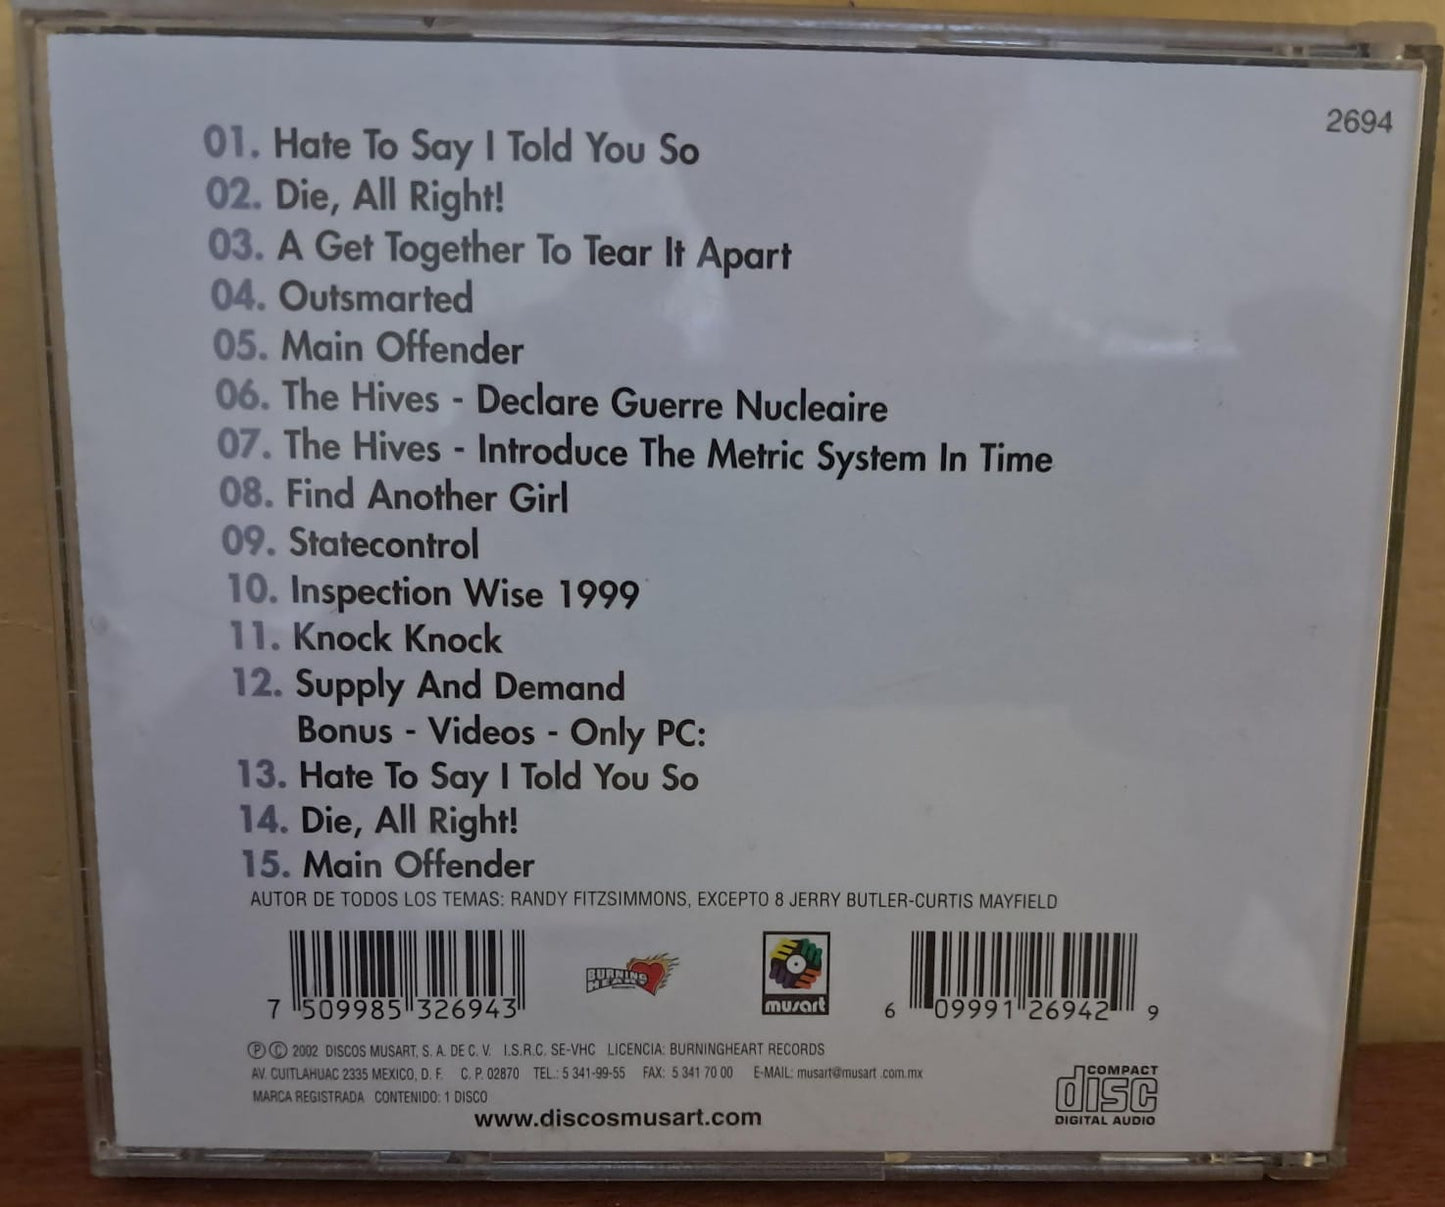 2694
01. Hate To Say I Told You So
02. Die, All Right!
03. A Get Together To Tear It Apart
04. Outsmarted
05. Main Offender
06. The Hives - Declare Guerre Nucleaire
07. The Hives - Introduce The Metric System In Time
08. Find Another Girl
09. Statecontrol
10. Inspection Wise 1999
11. Knock Knock
12. Supply And Demand
Bonus - Videos - Only PC:
13. Hate To Say I Told You So
14. Die, All Right!
15. Main Offender
AUTOR DE TODOS LOS TEMAS: RANDY FITZSIMMONS, EXCEPTO 8 JERRY BUTLER-CURTIS MAYFIELD
7 509985 326943
BURNING
HEART
musart
6 09991 26942 9
Ⓟ © 2002 DISCOS MUSART, S. A. DE C. V. I.S.R.C. SE-VHC LICENCIA: BURNINGHEART RECORDS
AV. CUITLAHUAC 2335 MEXICO, D. F. C. P. 02870 TEL.: 5 341-99-55 FAX: 5 341 70 00 E-MAIL: musart@musart .com.mx
MARCA REGISTRADA CONTENIDO: 1 DISCO
www.discosmusart.com
COMPACT
disc
DIGITAL AUDIO